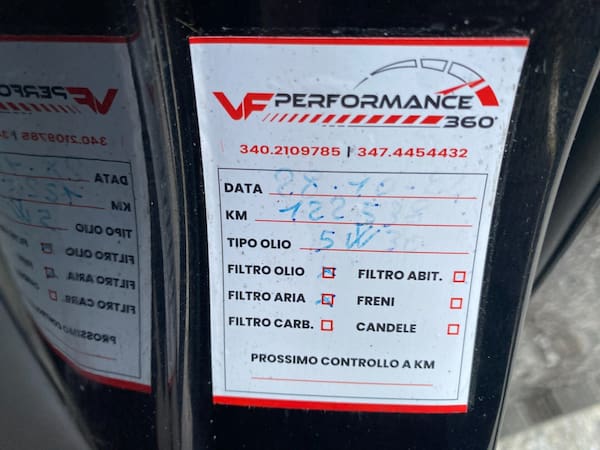 VF PERFORMANCE
360°
340.2109785 | 347.4454432
DATA
KM
TIPO OLIO 5W30
FILTRO OLIO FILTRO ABIT.
FILTRO ARIA FRENI
FILTRO CARB. CANDELE
PROSSIMO CONTROLLO A KM